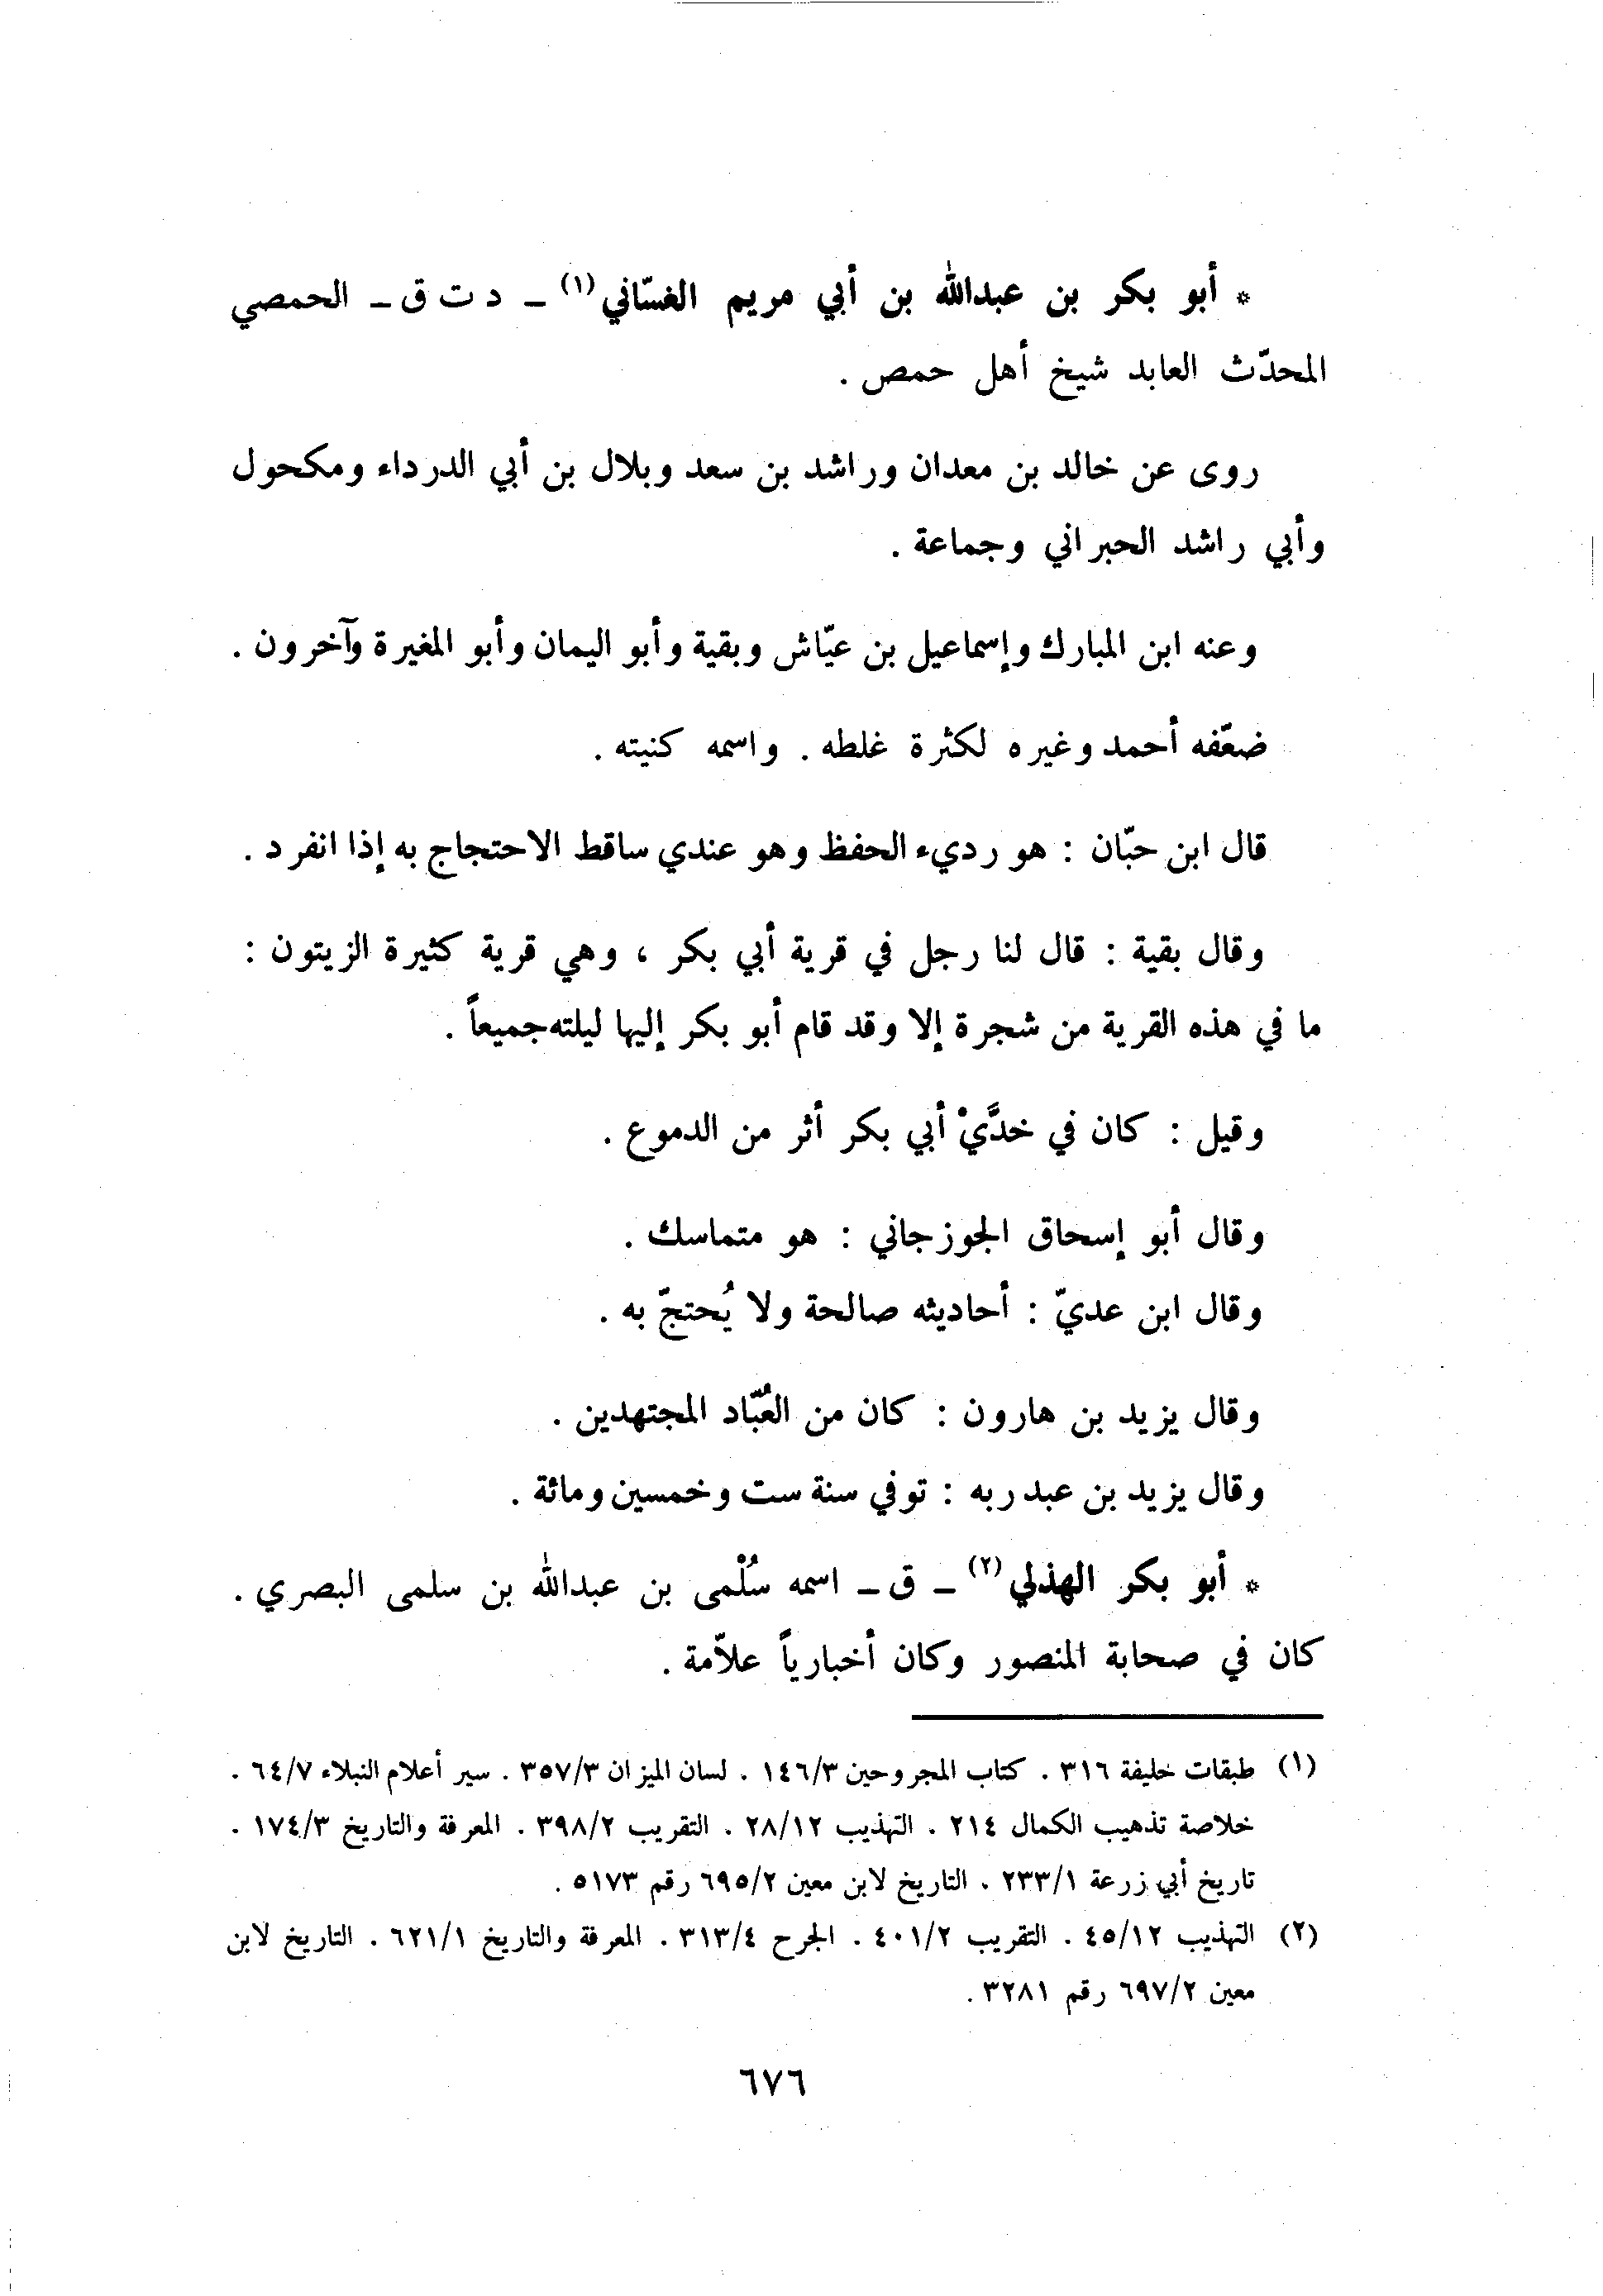 * أبو بكر بن عبدالله بن أبي مريم الغسّاني (١) ـ د ت ق ـ الحمصي
المحدّث العابد شيخ أهل حمص .
روى عن خالد بن معدان وراشد بن سعد وبلال بن أبي الدرداء ومكحول
وأبي راشد الحبراني وجماعة .
وعنه ابن المبارك وإسماعيل بن عيّاش وبقية وأبو اليمان وأبو المغيرة وآخرون .
ضعّفه أحمد وغيره لكثرة غلطه . واسمه كنيته .
قال ابن حبّان : هو رديء الحفظ وهو عندي ساقط الاحتجاج به إذا انفرد .
وقال بقية : قال لنا رجل في قرية أبي بكر ، وهي قرية كثيرة الزيتون :
ما في هذه القرية من شجرة إلا وقد قام أبو بكر إليها ليلته جميعاً .
وقيل : كان في خدَّيْ أبي بكر أثر من الدموع .
وقال أبو إسحاق الجوزجاني : هو متماسك .
وقال ابن عديّ : أحاديثه صالحة ولا يُحتجّ به .
وقال يزيد بن هارون : كان من العُبّاد المجتهدين .
وقال يزيد بن عبد ربه : توفي سنة ست وخمسين ومائة .
* أبو بكر الهذلي (٢) ـ ق ـ اسمه سُلْمى بن عبدالله بن سلمى البصري .
كان في صحابة المنصور وكان أخبارياً علاّمة .
(١) طبقات خليفة ٣١٦ . كتاب المجروحين ١٤٦/٣ . لسان الميزان ٣٥٧/٣ . سير أعلام النبلاء ٦٤/٧ .
خلاصة تذهيب الكمال ٢١٤ . التهذيب ٢٨/١٢ . التقريب ٣٩٨/٢ . المعرفة والتاريخ ١٧٤/٣ .
تاريخ أبي زرعة ٢٣٣/١ . التاريخ لابن معين ٦٩٥/٢ رقم ٥١٧٣ .
(٢) التهذيب ٤٥/١٢ . التقريب ٤٠١/٢ . الجرح ٣١٣/٤ . المعرفة والتاريخ ٦٢١/١ . التاريخ لابن
معين ٦٩٧/٢ رقم ٣٢٨١ .
٦٧٦